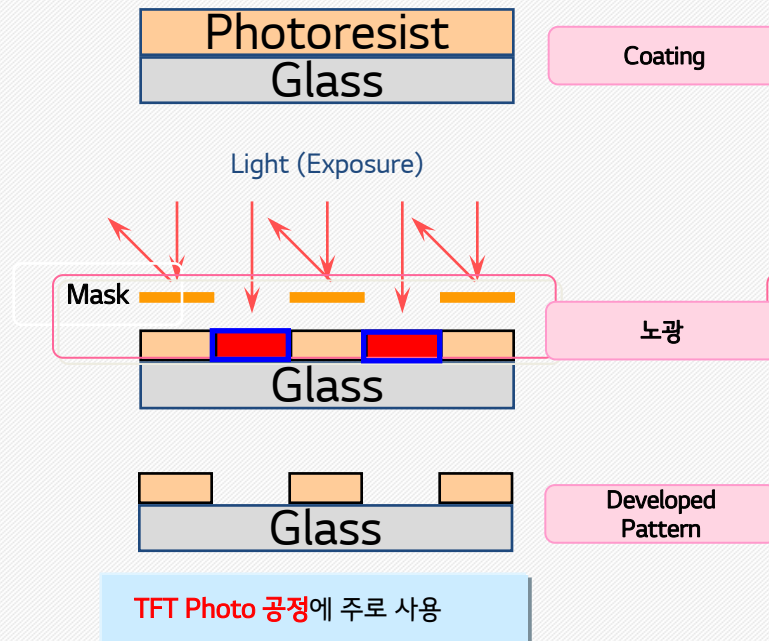 Photoresist
Glass
Coating
Light (Exposure)
Mask
노광
Glass
Glass
Developed
Pattern
TFT Photo 공정에 주로 사용